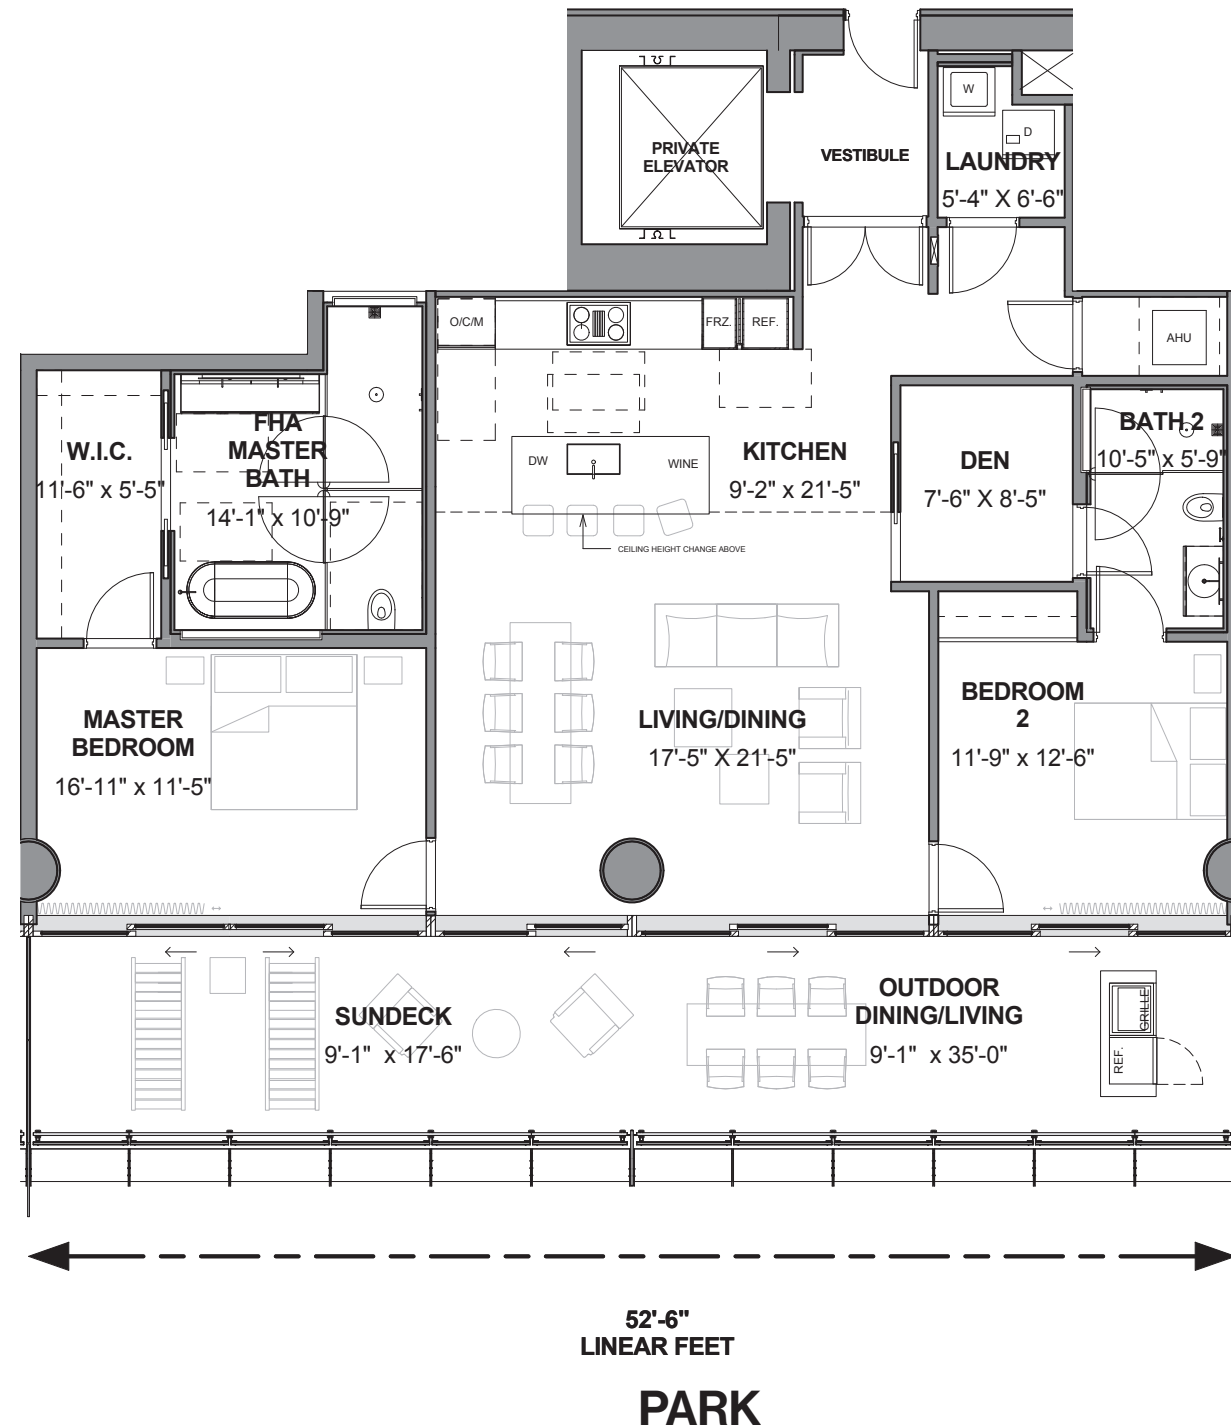 PRIVATE
ELEVATOR
VESTIBULE
W
D
LAUNDRY
5'-4" X 6'-6"
O/C/M
FRZ.
REF.
AHU
W.I.C.
11'-6" x 5'-5"
FHA
MASTER
BATH
14'-1" x 10'-9"
DW
WINE
KITCHEN
9'-2" x 21'-5"
CEILING HEIGHT CHANGE ABOVE
DEN
7'-6" X 8'-5"
BATH 2
10'-5" x 5'-9"
MASTER
BEDROOM
16'-11" x 11'-5"
LIVING/DINING
17'-5" X 21'-5"
BEDROOM
2
11'-9" x 12'-6"
SUNDECK
9'-1" x 17'-6"
OUTDOOR
DINING/LIVING
9'-1" x 35'-0"
GRILLE
REF.
52'-6"
LINEAR FEET
PARK